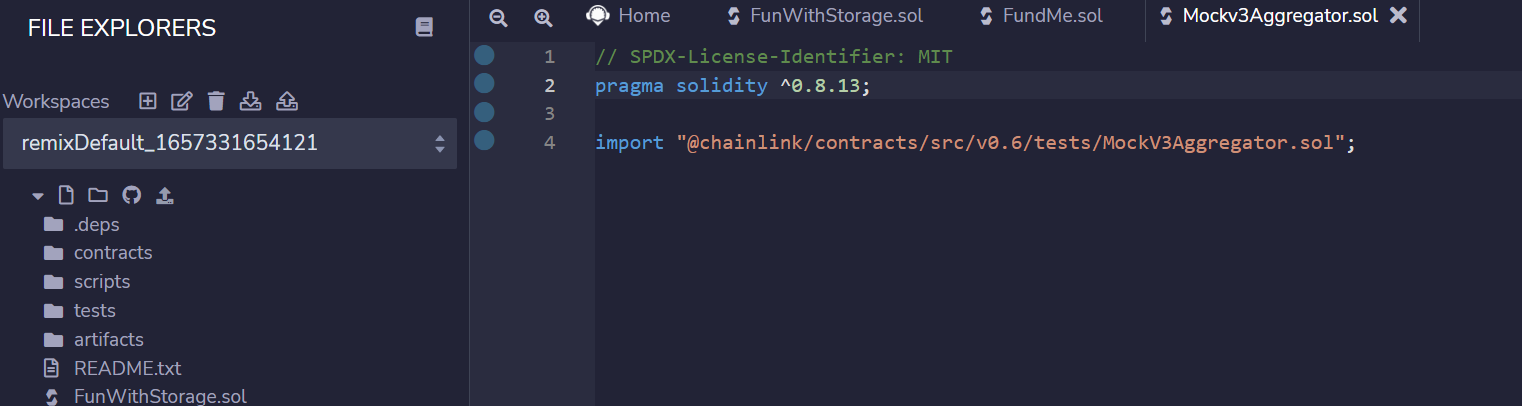 FILE EXPLORERS
Workspaces
remixDefault_1657331654121
.deps
contracts
scripts
tests
artifacts
README.txt
FunWithStorage.sol
Home
FunWithStorage.sol
FundMe.sol
Mockv3Aggregator.sol
1 // SPDX-License-Identifier: MIT
2 pragma solidity ^0.8.13;
3
4 import "@chainlink/contracts/src/v0.6/tests/MockV3Aggregator.sol";